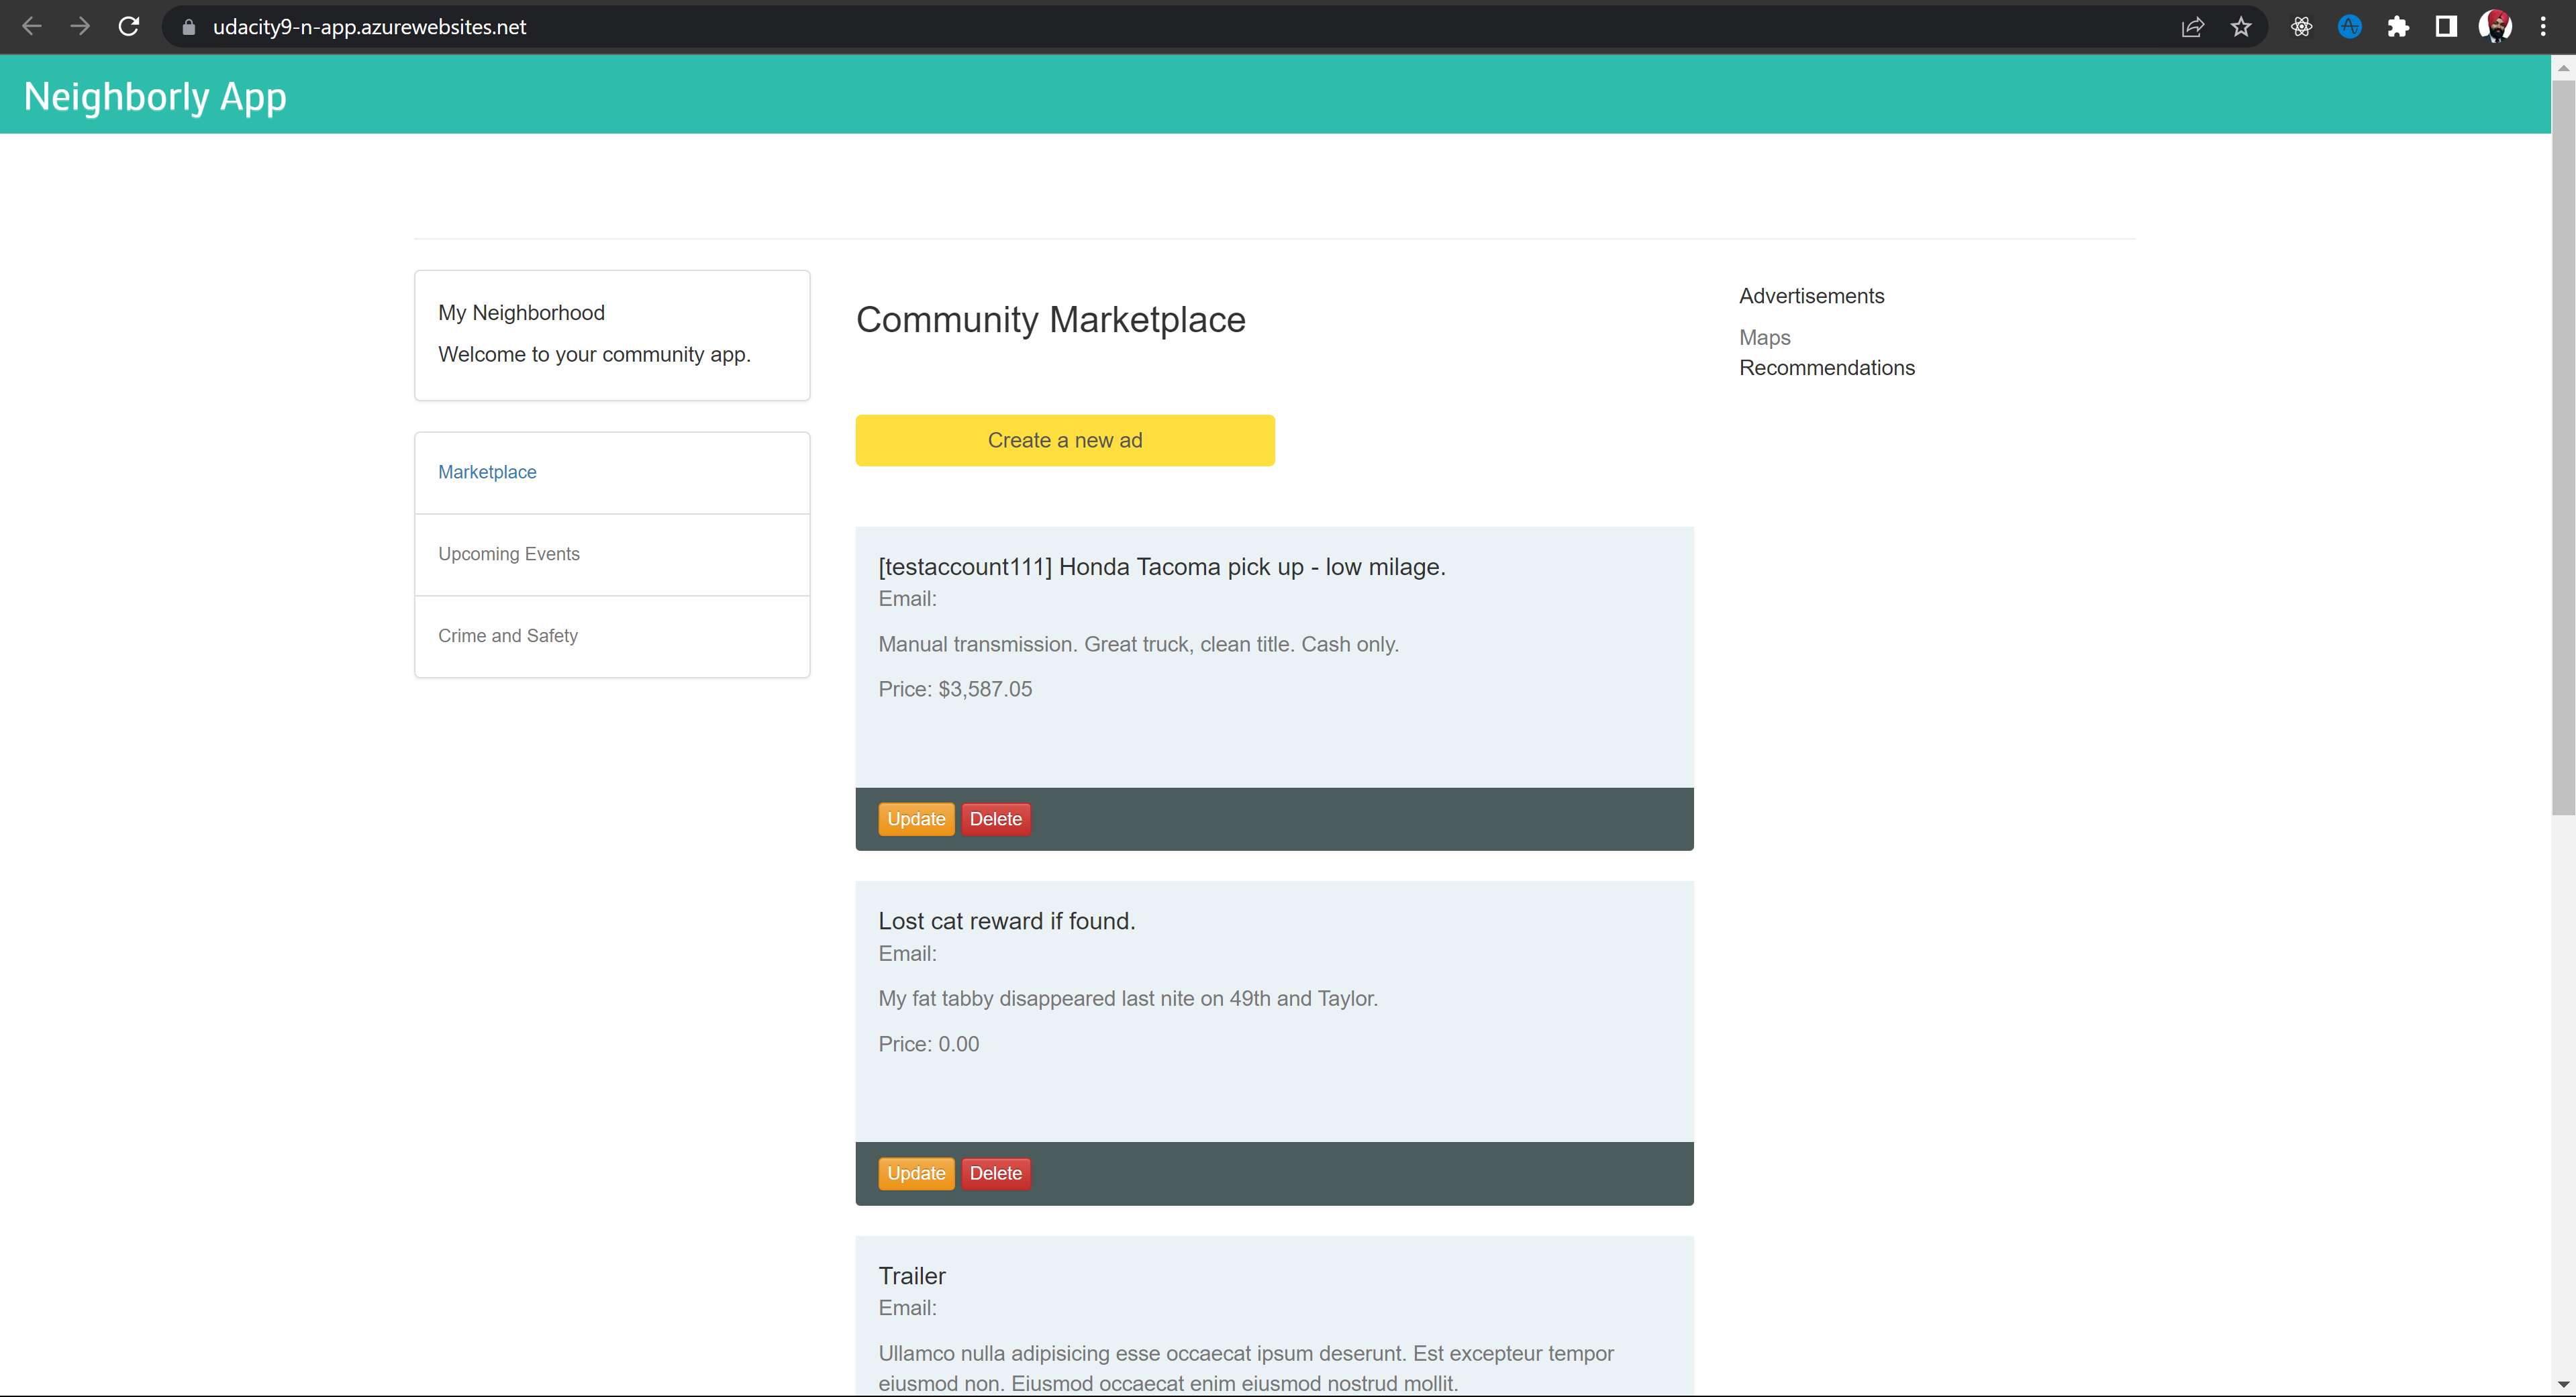 udacity9-n-app.azurewebsites.net
Neighborly App
My Neighborhood
Welcome to your community app.
Marketplace
Upcoming Events
Crime and Safety
Community Marketplace
Create a new ad
[testaccount111] Honda Tacoma pick up - low milage.
Email:
Manual transmission. Great truck, clean title. Cash only.
Price: $3,587.05
Update Delete
Lost cat reward if found.
Email:
My fat tabby disappeared last nite on 49th and Taylor.
Price: 0.00
Update Delete
Trailer
Email:
Ullamco nulla adipisicing esse occaecat ipsum deserunt. Est excepteur tempor
eiusmod non. Eiusmod occaecat enim eiusmod nostrud mollit.
Advertisements
Maps
Recommendations